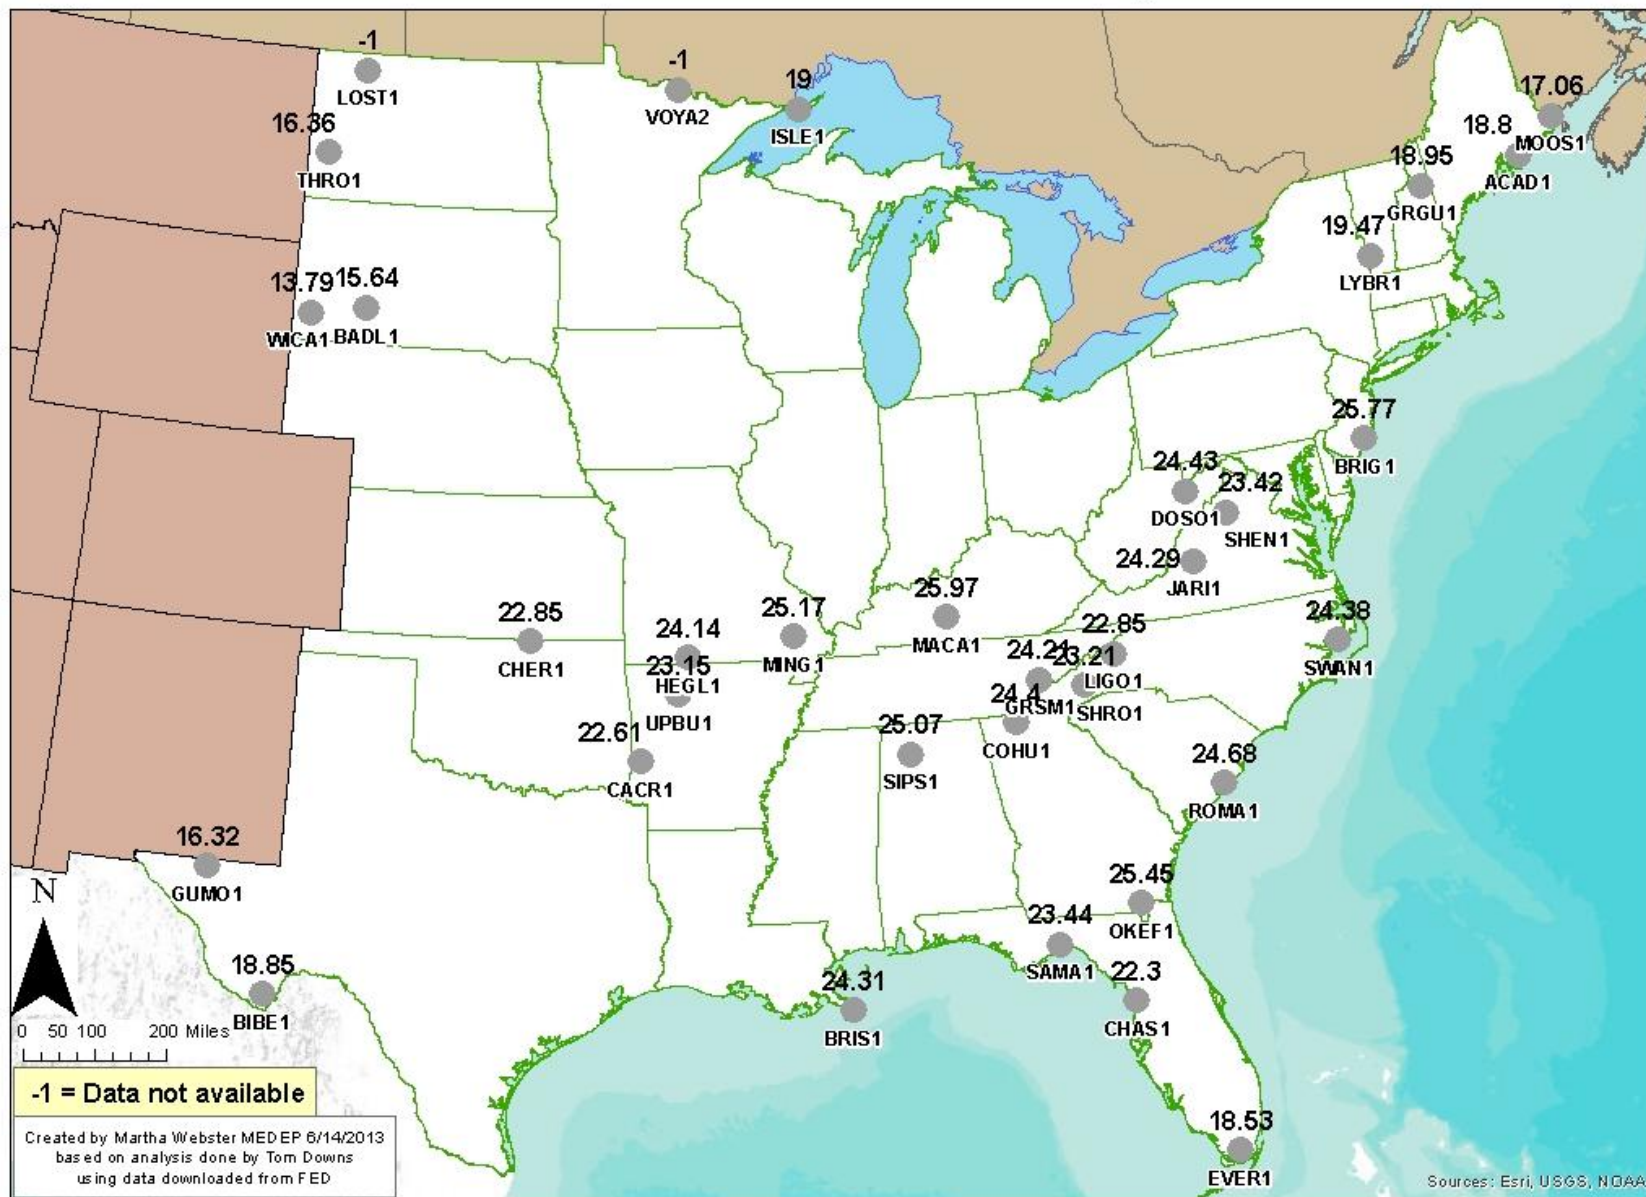 -1
LOST1
-1
VOYA2
19
ISLE1
17.06
MOOS1
16.36
THRO1
18.8
ACAD1
18.95
GRGU1
19.47
LYBR1
13.79
WICA1
15.64
BADL1
25.77
BRIG1
24.43
DOSO1
23.42
SHEN1
24.29
JARI1
25.97
MACA1
22.85
CHER1
24.14
HEGL1
25.17
MING1
23.15
UPBU1
22.85
LIGO1
24.21
GRSM1
23.21
SHRO1
24.38
SWAN1
24.4
COHU1
22.61
CACR1
25.07
SIPS1
24.68
ROMA1
16.32
GUMO1
25.45
OKEF1
23.44
SAMA1
22.3
CHAS1
18.85
BIBE1
24.31
BRIS1
18.53
EVER1
N
0 50 100 200 Miles
-1 = Data not available
Created by Martha Webster MEDEP 6/14/2013
based on analysis done by Tom Downs
using data downloaded from FED
Sources: Esri, USGS, NOAA